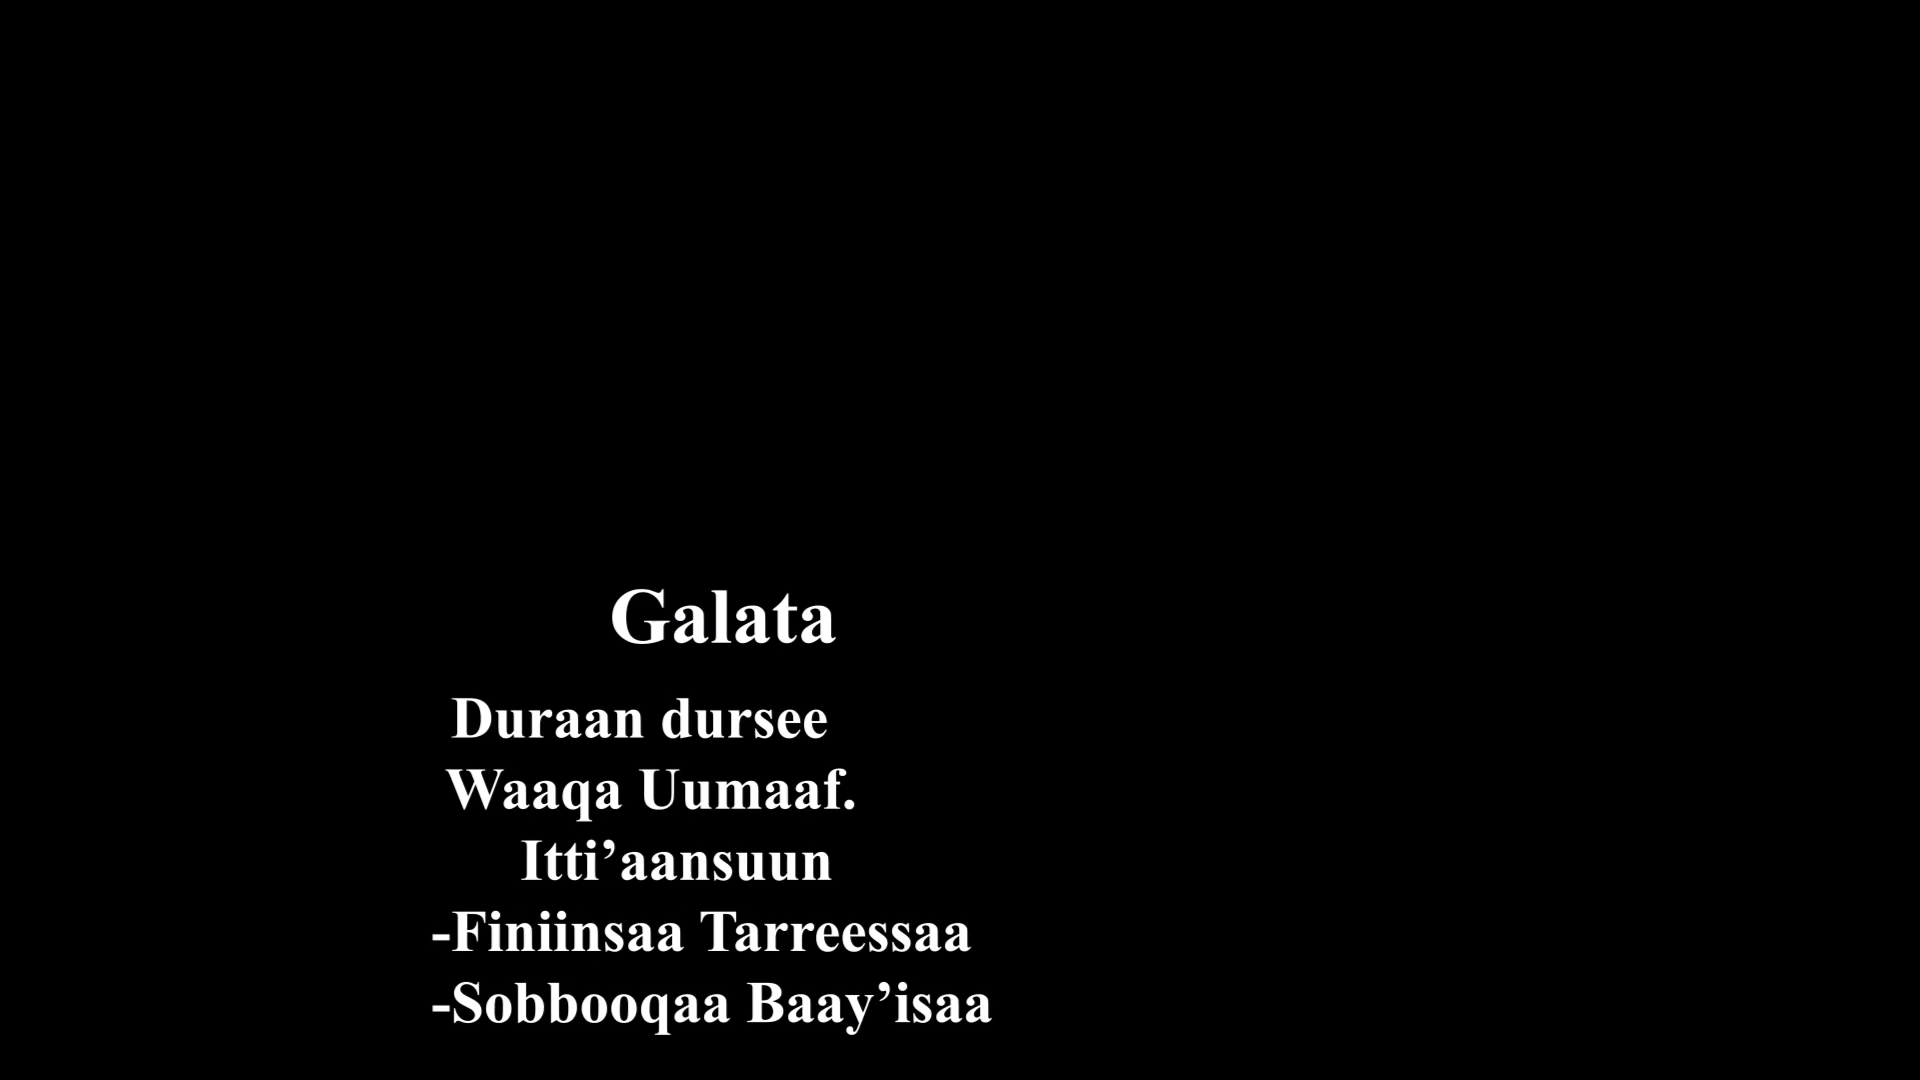 Galata
Duraan dursee
Waaqa Uumaaf.
Itti’aansuun
-Finiinsaa Tarreessaa
-Sobbooqaa Baay’isaa